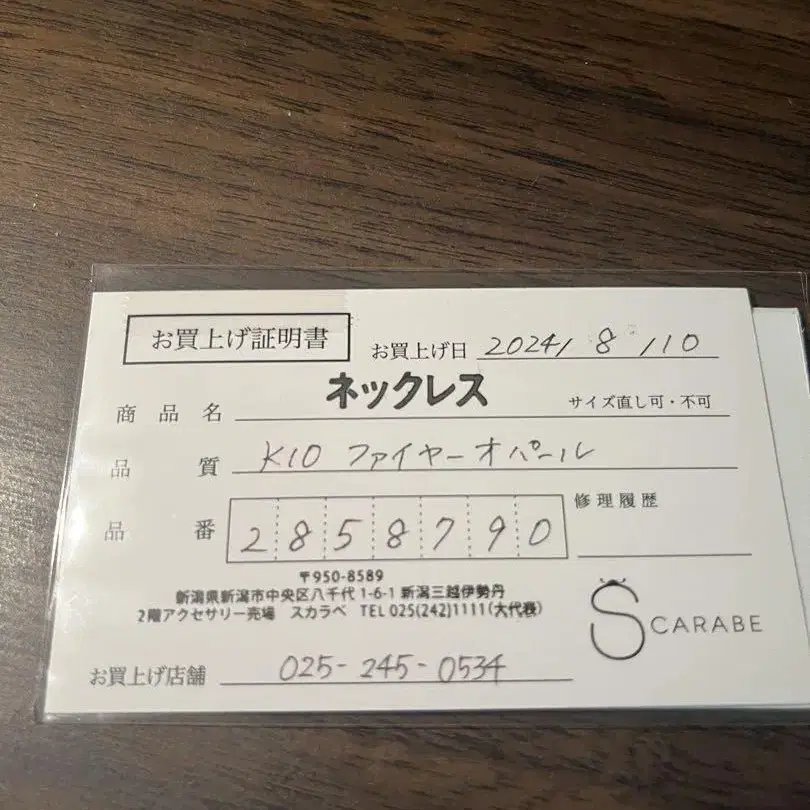 お買上げ証明書 お買上げ日 2024/ 8 /10
商品名 ネックレス サイズ直し可・不可
品質 K10 ファイヤーオパール
品番 2858790 修理履歴
〒950-8589
新潟県新潟市中央区八千代1-6-1 新潟三越伊勢丹
2階アクセサリー売場 スカラベ TEL 025(242)1111(大代表)
SCARABE
お買上げ店舗 025-245-0534